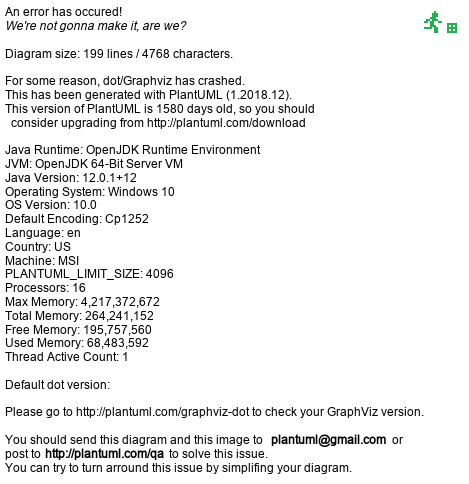 An error has occured!
We're not gonna make it, are we?
Diagram size: 199 lines / 4768 characters.
For some reason, dot/Graphviz has crashed.
This has been generated with PlantUML (1.2018.12).
This version of PlantUML is 1580 days old, so you should
consider upgrading from http://plantuml.com/download
Java Runtime: OpenJDK Runtime Environment
JVM: OpenJDK 64-Bit Server VM
Java Version: 12.0.1+12
Operating System: Windows 10
OS Version: 10.0
Default Encoding: Cp1252
Language: en
Country: US
Machine: MSI
PLANTUML_LIMIT_SIZE: 4096
Processors: 16
Max Memory: 4,217,372,672
Total Memory: 264,241,152
Free Memory: 195,757,560
Used Memory: 68,483,592
Thread Active Count: 1
Default dot version:
Please go to http://plantuml.com/graphviz-dot to check your GraphViz version.
You should send this diagram and this image to plantuml@gmail.com or
post to http://plantuml.com/qa to solve this issue.
You can try to turn arround this issue by simplifing your diagram.